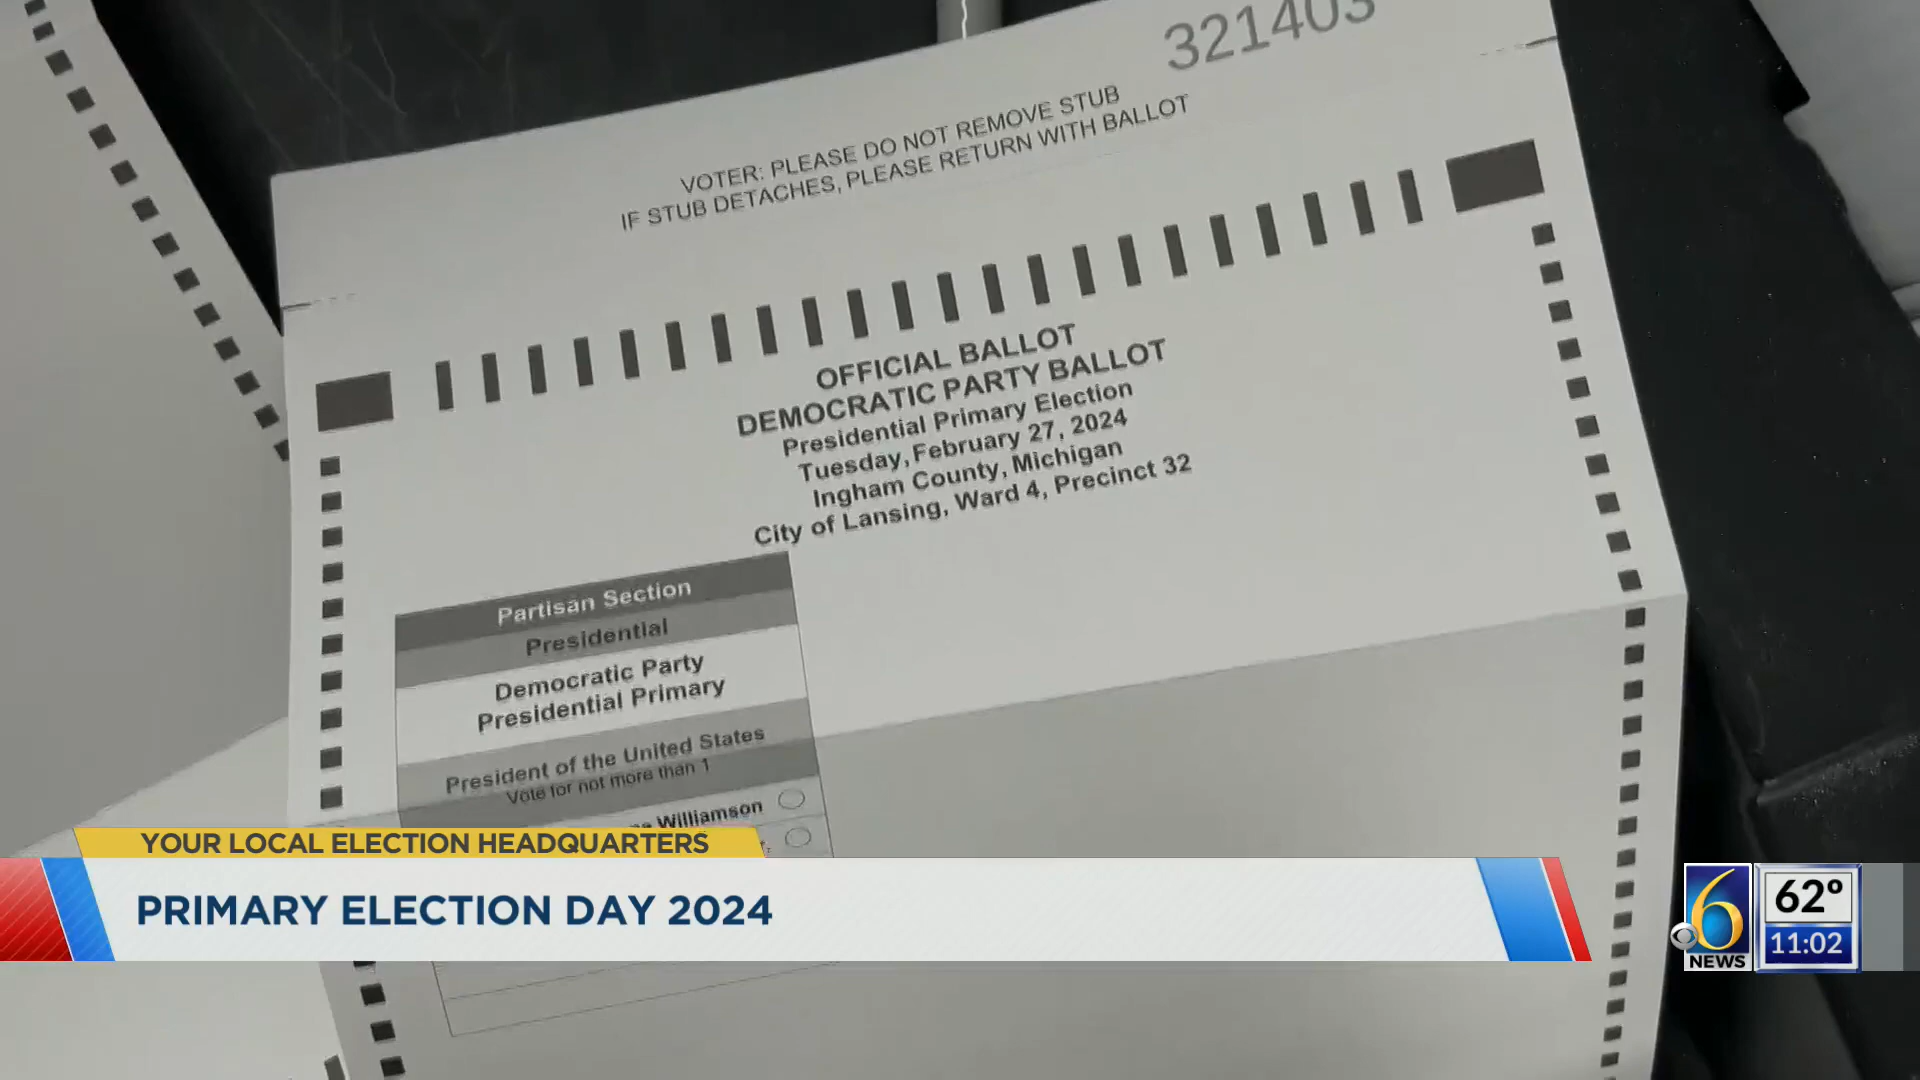 321403
VOTER: PLEASE DO NOT REMOVE STUB
IF STUB DETACHES, PLEASE RETURN WITH BALLOT
OFFICIAL BALLOT
DEMOCRATIC PARTY BALLOT
Presidential Primary Election
Tuesday, February 27, 2024
Ingham County, Michigan
City of Lansing, Ward 4, Precinct 32
Partisan Section
Presidential
Democratic Party
Presidential Primary
President of the United States
Vote for not more than 1
Williamson
YOUR LOCAL ELECTION HEADQUARTERS
PRIMARY ELECTION DAY 2024
6
NEWS
62°
11:02